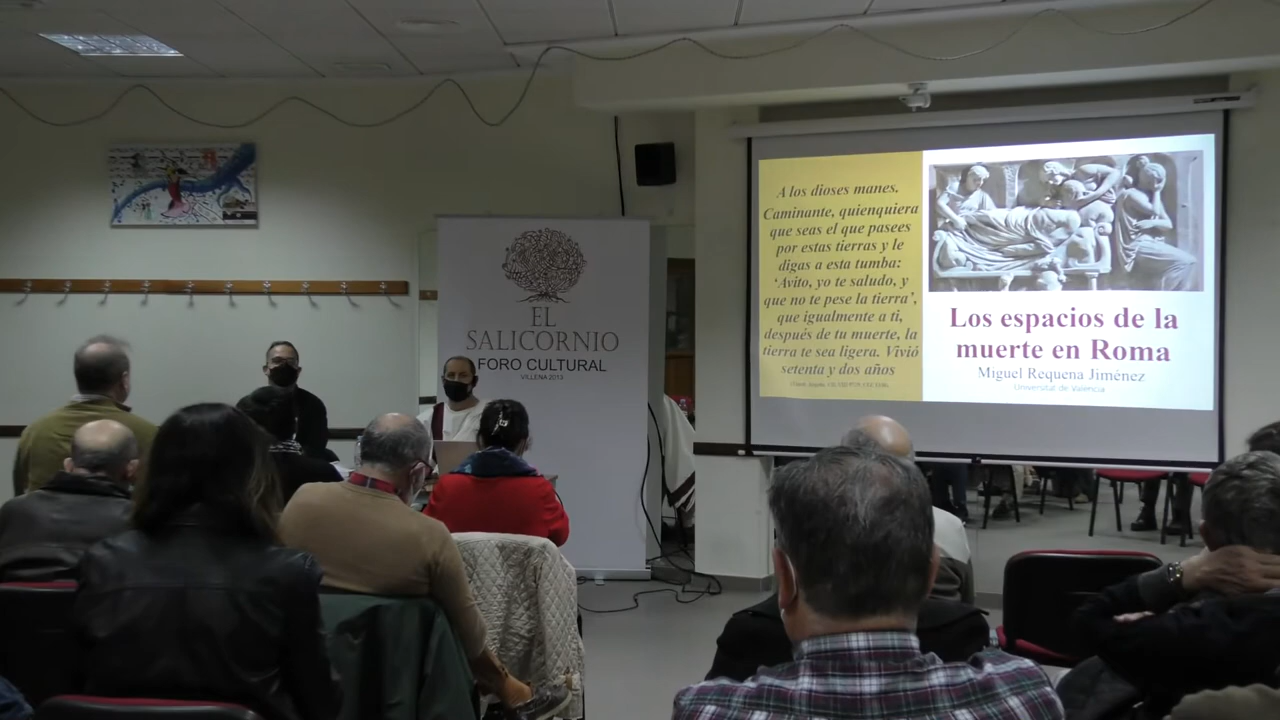 EL
SALICORNIO
FORO CULTURAL
VILLENA 2013
A los dioses manes.
Caminante, quienquiera
que seas el que pasees
por estas tierras y le
digas a esta tumba:
'Avito, yo te saludo, y
que no te pese la tierra',
que igualmente a ti,
después de tu muerte, la
tierra te sea ligera. Vivió
setenta y dos años
Los espacios de la
muerte en Roma
Miguel Requena Jiménez
Universitat de València